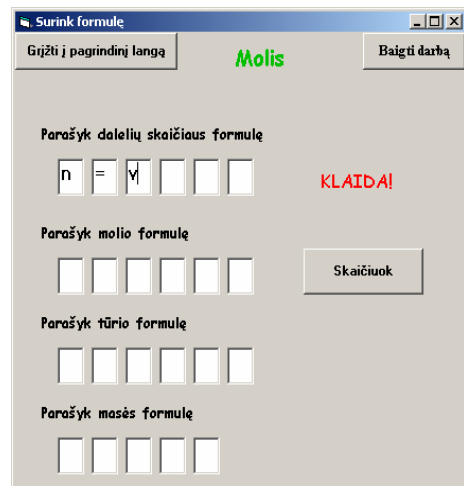 Surink formulę
Grįžti į pagrindinį langą
Molis
Baigti darbą
Parašyk dalelių skaičiaus formulę
n = v
KLAIDA!
Parašyk molio formulę
Skaičiuok
Parašyk tūrio formulę
Parašyk masės formulę